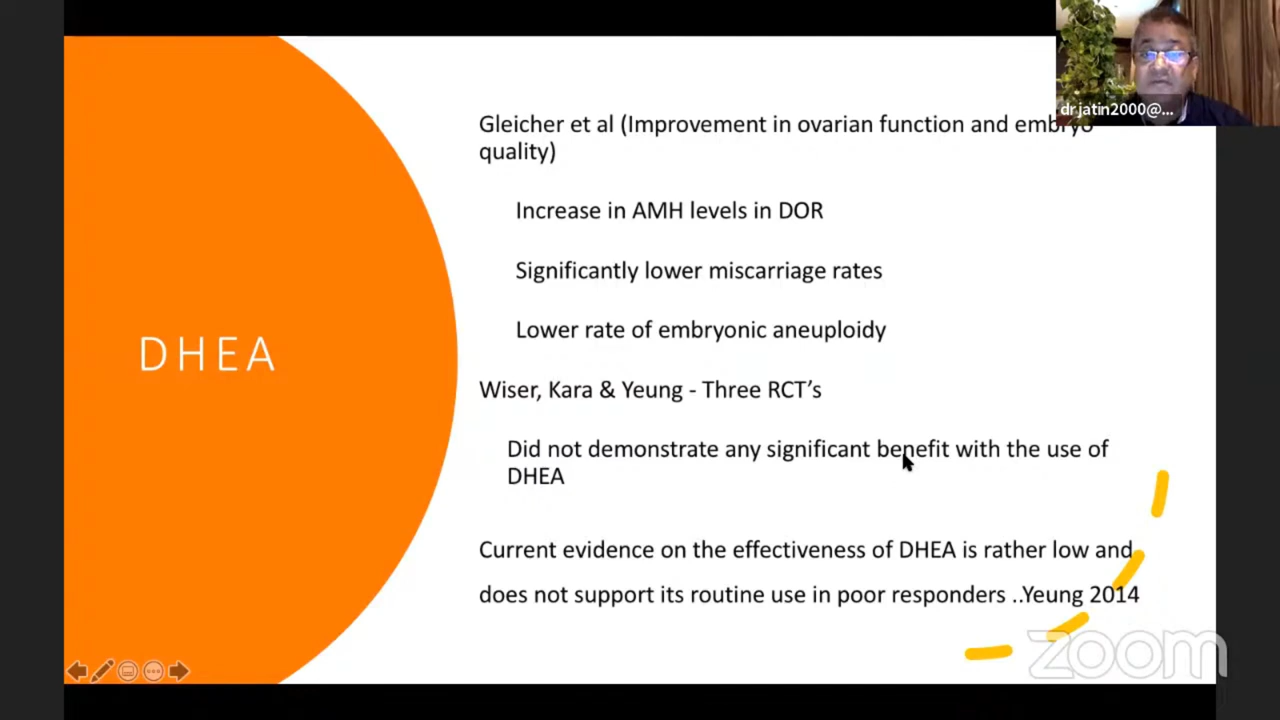 drjatin2000@...
Gleicher et al (Improvement in ovarian function and embryo
quality)
Increase in AMH levels in DOR
Significantly lower miscarriage rates
Lower rate of embryonic aneuploidy
DHEA
Wiser, Kara & Yeung - Three RCT’s
Did not demonstrate any significant benefit with the use of
DHEA
Current evidence on the effectiveness of DHEA is rather low and
does not support its routine use in poor responders ..Yeung 2014
zoom